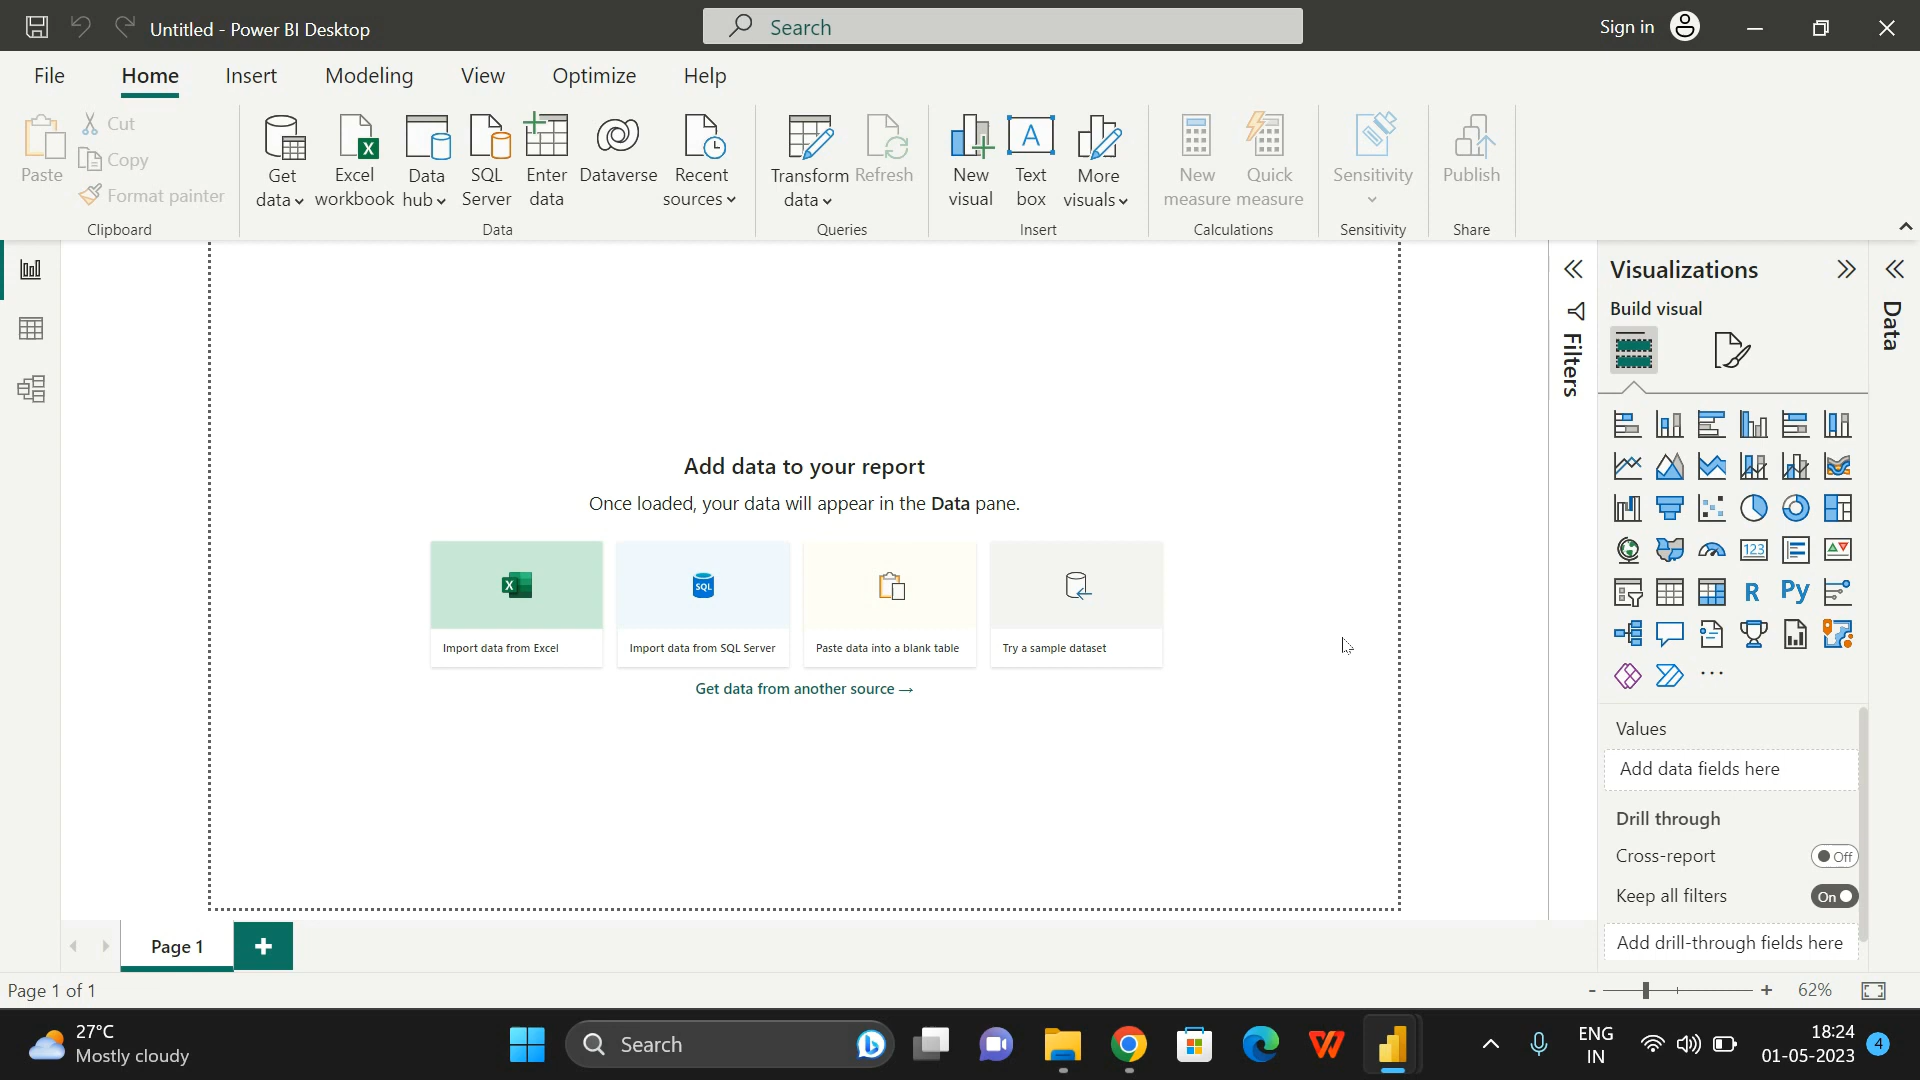 Untitled - Power BI Desktop
Search
Sign in
File Home Insert Modeling View Optimize Help
Paste
Cut
Copy
Format painter
Clipboard
Get data
Excel workbook
Data hub
SQL Server
Enter data
Dataverse
Recent sources
Data
Transform data
Refresh
Queries
New visual
Text box
More visuals
Insert
New measure
Quick measure
Calculations
Sensitivity
Sensitivity
Publish
Share
Add data to your report
Once loaded, your data will appear in the Data pane.
Import data from Excel
SQL
Import data from SQL Server
Paste data into a blank table
Try a sample dataset
Get data from another source →
Filters
Visualizations
Build visual
123
R
Py
Values
Add data fields here
Drill through
Cross-report
Off
Keep all filters
On
Add drill-through fields here
Data
Page 1
Page 1 of 1
- + 62%
27°C
Mostly cloudy
Search
ENG
IN
18:24
01-05-2023
4